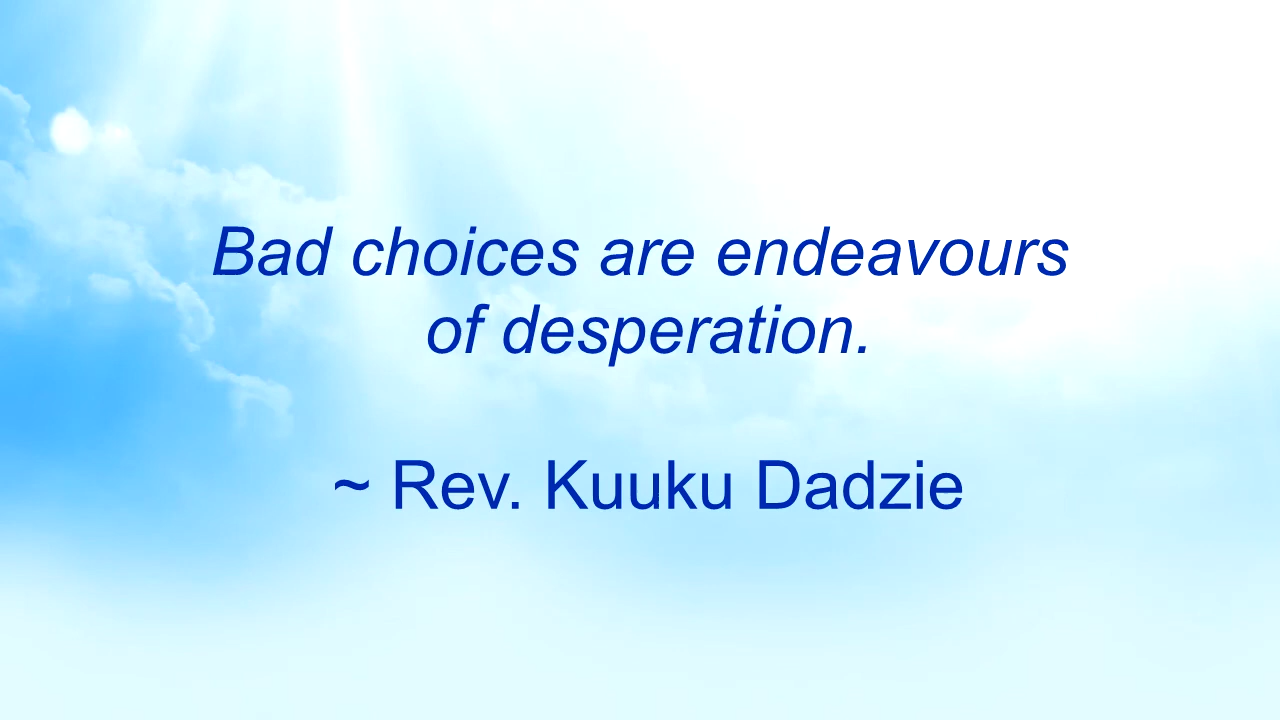 Bad choices are endeavours
of desperation.
~ Rev. Kuuku Dadzie